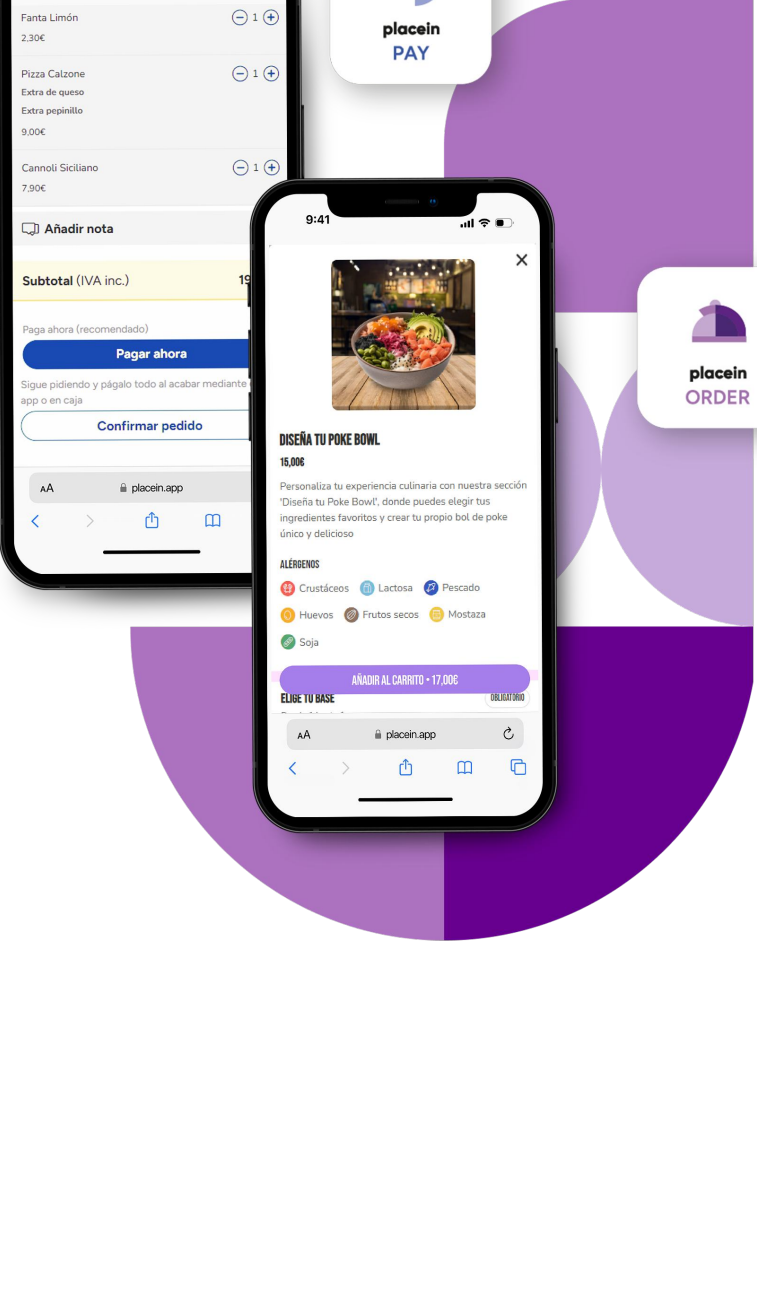 Fanta Limón
1
2,30€
Pizza Calzone
1
Extra de queso
Extra pepinillo
9,00€
Cannoli Siciliano
1
7,90€
Añadir nota
Subtotal (IVA inc.)
Paga ahora (recomendado)
Pagar ahora
Sigue pidiendo y págalo todo al acabar mediante
app o en caja
Confirmar pedido
AA
placein.app
placein
PAY
9:41
DISEÑA TU POKE BOWL
15,00€
Personaliza tu experiencia culinaria con nuestra sección
'Diseña tu Poke Bowl', donde puedes elegir tus
ingredientes favoritos y crear tu propio bol de poke
único y delicioso
ALÉRGENOS
Crustáceos Lactosa Pescado
Huevos Frutos secos Mostaza
Soja
AÑADIR AL CARRITO • 17,00€
ELIGE TU BASE
OBLIGATORIO
AA
placein.app
placein
ORDER